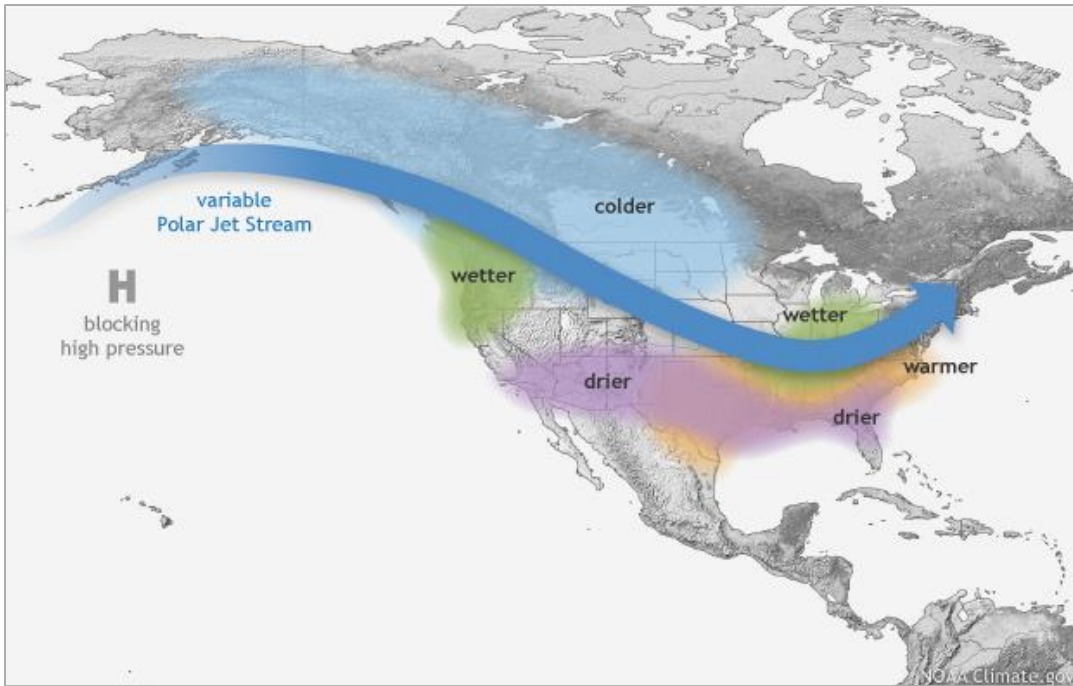 variable
Polar Jet Stream
H
blocking
high pressure
colder
wetter
wetter
warmer
drier
drier
NOAA Climate.gov